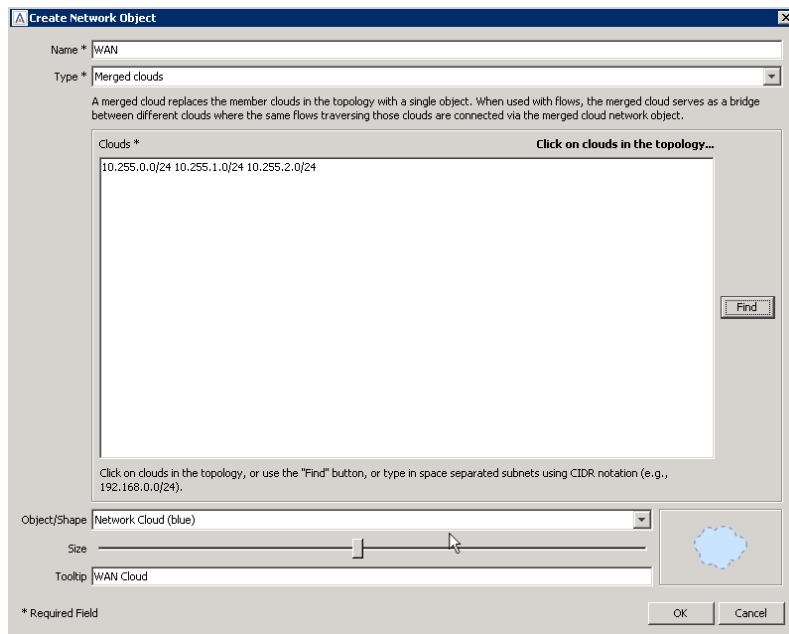 Create Network Object
Name * WAN
Type * Merged clouds
A merged cloud replaces the member clouds in the topology with a single object. When used with flows, the merged cloud serves as a bridge
between different clouds where the same flows traversing those clouds are connected via the merged cloud network object.
Clouds * Click on clouds in the topology...
10.255.0.0/24 10.255.1.0/24 10.255.2.0/24
Find
Click on clouds in the topology, or use the "Find" button, or type in space separated subnets using CIDR notation (e.g.,
192.168.0.0/24).
Object/Shape Network Cloud (blue)
Size
Tooltip WAN Cloud
* Required Field OK Cancel